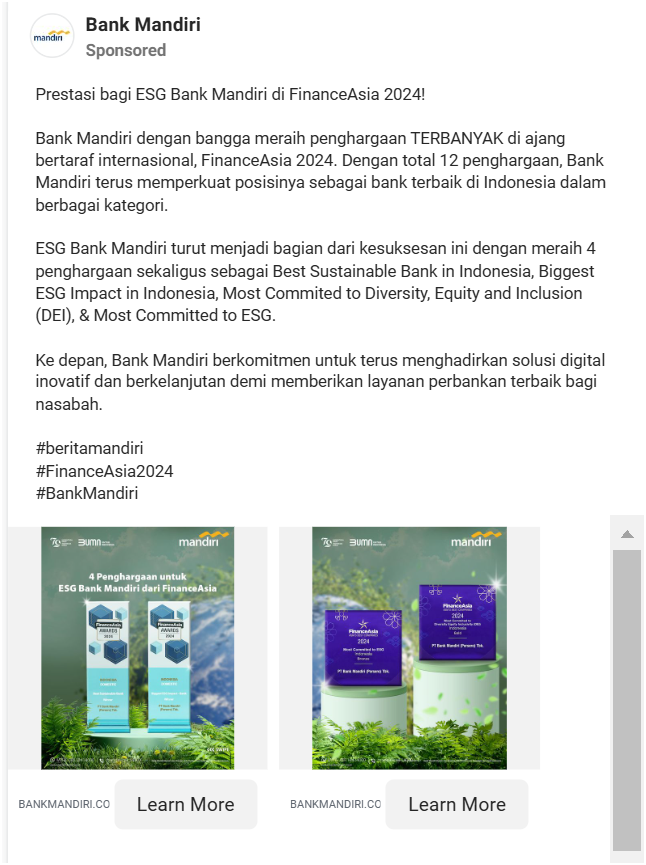 Bank Mandiri
Sponsored
Prestasi bagi ESG Bank Mandiri di FinanceAsia 2024!
Bank Mandiri dengan bangga meraih penghargaan TERBANYAK di ajang
bertaraf internasional, FinanceAsia 2024. Dengan total 12 penghargaan, Bank
Mandiri terus memperkuat posisinya sebagai bank terbaik di Indonesia dalam
berbagai kategori.
ESG Bank Mandiri turut menjadi bagian dari kesuksesan ini dengan meraih 4
penghargaan sekaligus sebagai Best Sustainable Bank in Indonesia, Biggest
ESG Impact in Indonesia, Most Commited to Diversity, Equity and Inclusion
(DEI), & Most Committed to ESG.
Ke depan, Bank Mandiri berkomitmen untuk terus menghadirkan solusi digital
inovatif dan berkelanjutan demi memberikan layanan perbankan terbaik bagi
nasabah.
#beritamandiri
#FinanceAsia2024
#BankMandiri
BUMN
mandiri
4 Penghargaan untuk
ESG Bank Mandiri dari FinanceAsia
FinanceAsia
AWARDS
2024
FinanceAsia
AWARDS
2024
BUMN
mandiri
FinanceAsia
2024
Most Committed to ESG
Indonesia
PT Bank Mandiri (Persero) Tbk.
FinanceAsia
2024
Indonesia
PT Bank Mandiri (Persero) Tbk.
BANKMANDIRI.CO
Learn More
BANKMANDIRI.CO
Learn More